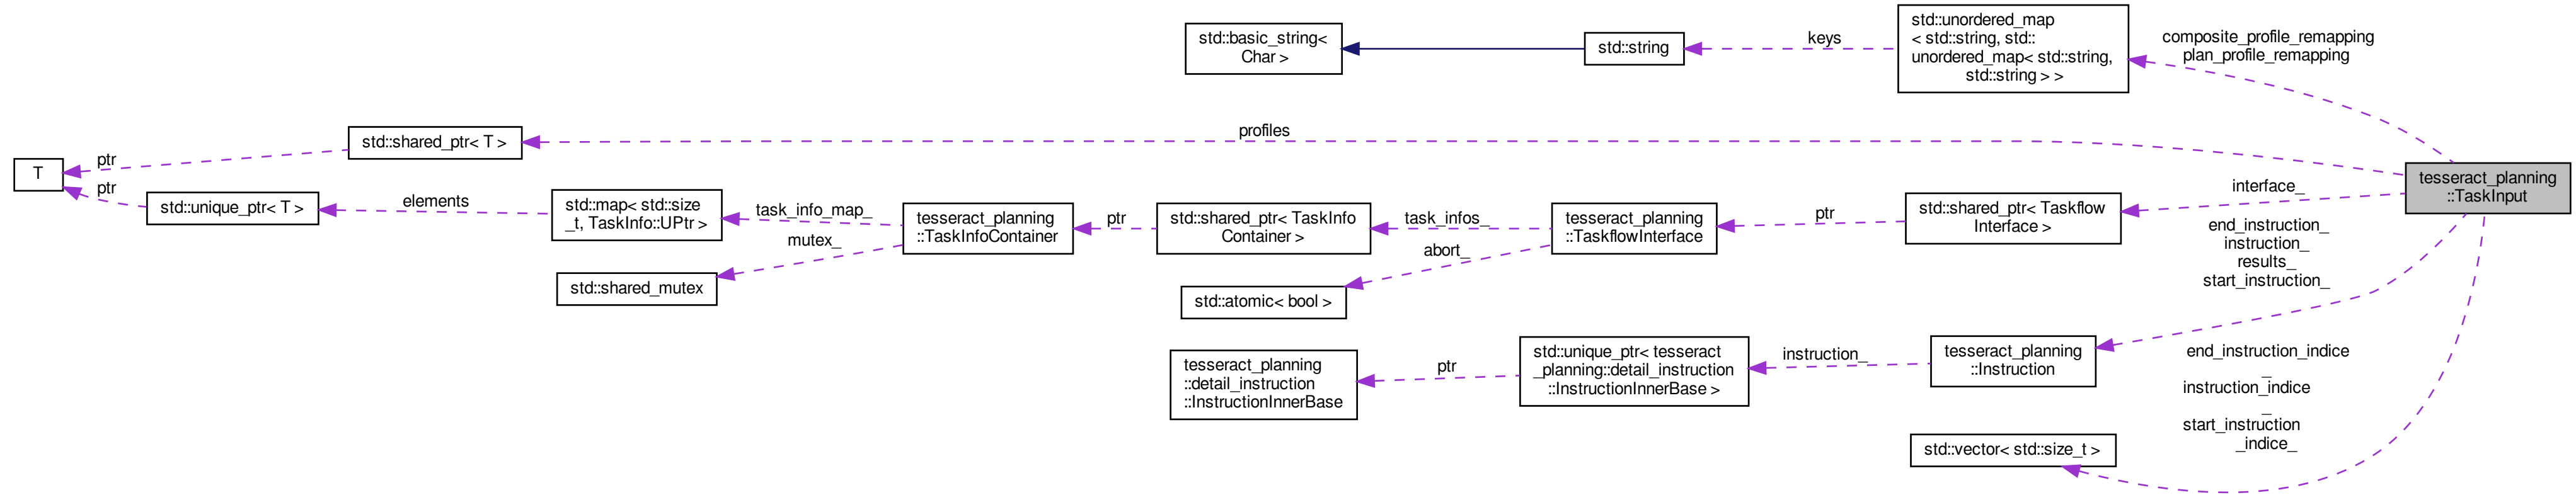 std::basic_string<
Char >
std::string
keys
std::unordered_map
< std::string, std::
unordered_map< std::string,
std::string > >
composite_profile_remapping
plan_profile_remapping
T
ptr
ptr
std::shared_ptr< T >
profiles
std::unique_ptr< T >
elements
std::map< std::size
_t, TaskInfo::UPtr >
task_info_map_
mutex_
std::shared_mutex
tesseract_planning
::TaskInfoContainer
ptr
std::shared_ptr< TaskInfo
Container >
task_infos_
abort_
std::atomic< bool >
tesseract_planning
::TaskflowInterface
ptr
std::shared_ptr< Taskflow
Interface >
interface_
tesseract_planning
::TaskInput
end_instruction_
instruction_
results_
start_instruction_
tesseract_planning
::detail_instruction
::InstructionInnerBase
ptr
std::unique_ptr< tesseract
_planning::detail_instruction
::InstructionInnerBase >
instruction_
tesseract_planning
::Instruction
end_instruction_indice
_
instruction_indice
_
start_instruction
_indice_
std::vector< std::size_t >